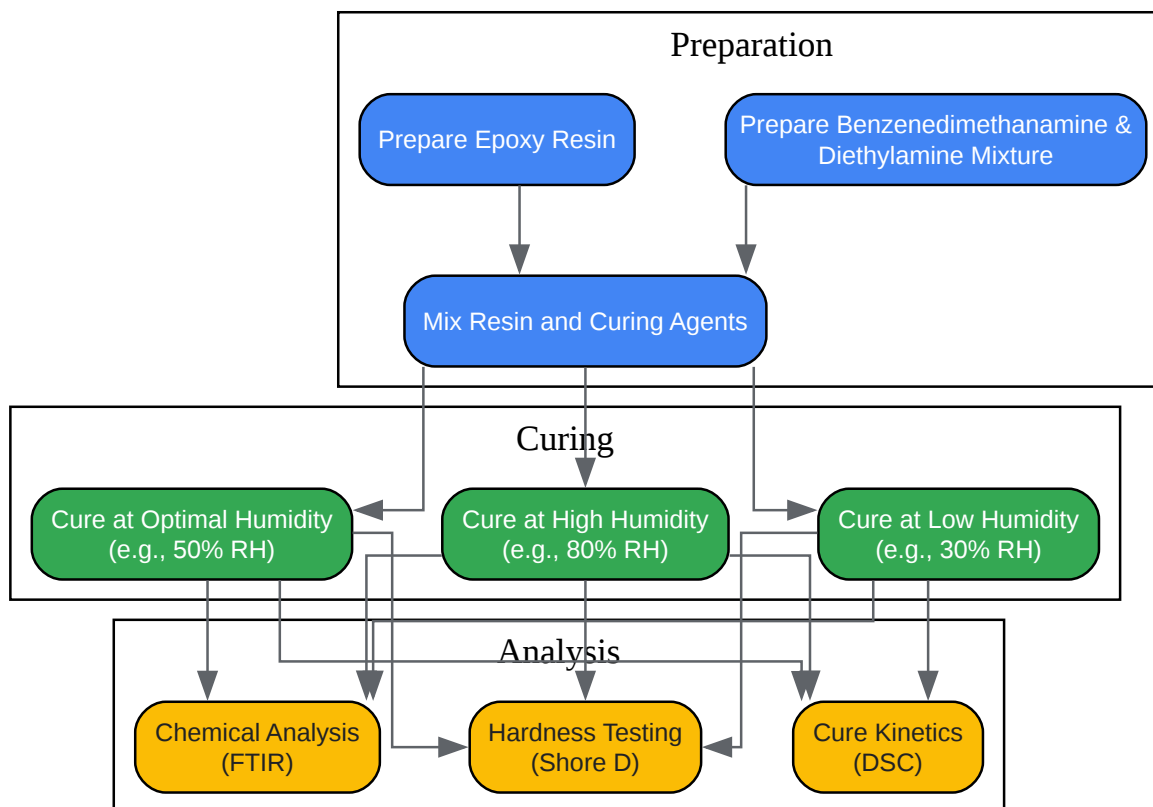 Preparation
Prepare Epoxy Resin
Prepare Benzenedimethanamine &
Diethylamine Mixture
Mix Resin and Curing Agents
Curing
Cure at Optimal Humidity
(e.g., 50% RH)
Cure at High Humidity
(e.g., 80% RH)
Cure at Low Humidity
(e.g., 30% RH)
Analysis
Chemical Analysis
(FTIR)
Hardness Testing
(Shore D)
Cure Kinetics
(DSC)